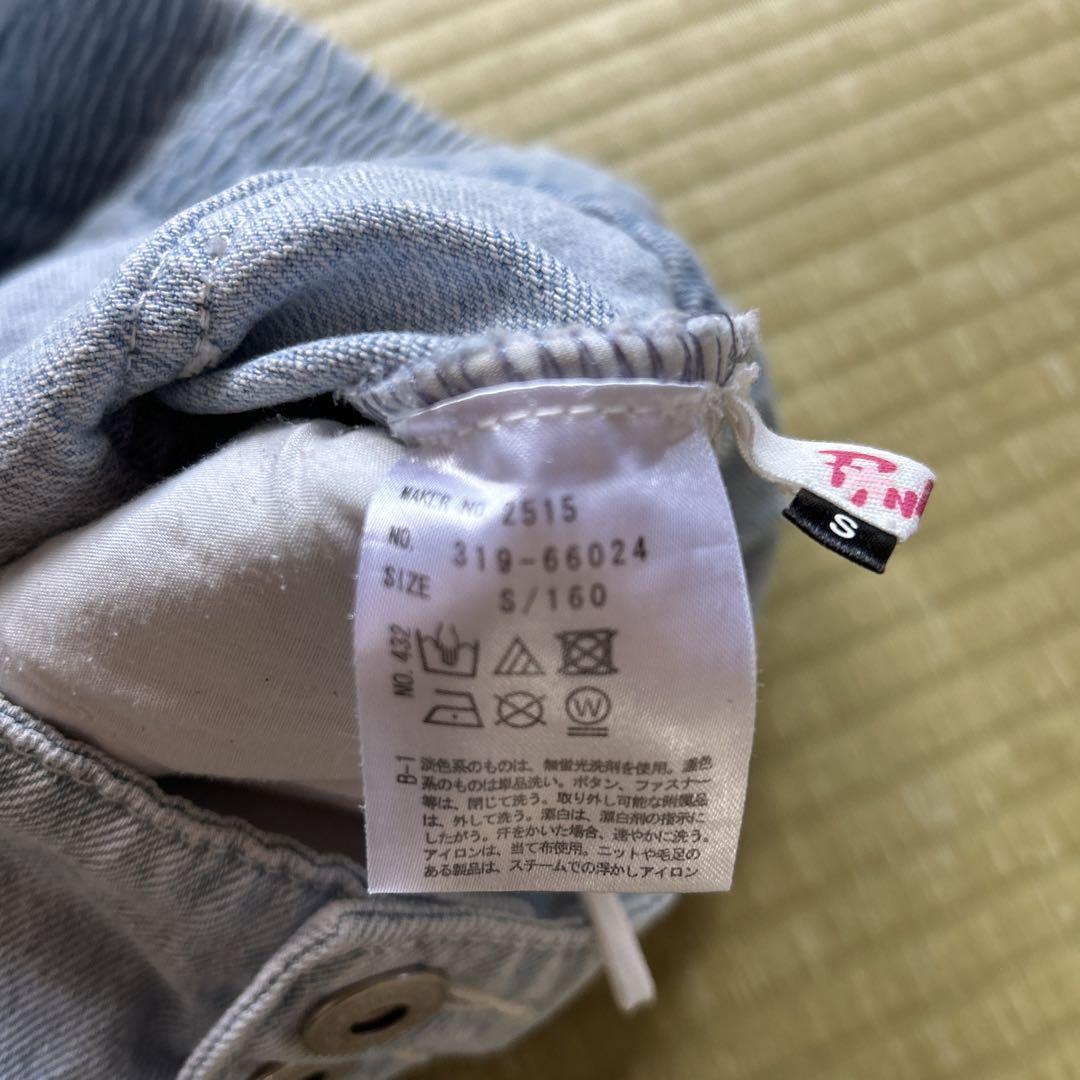 MAKER NO 2515
NO. 319-66024
SIZE S/160
NO. 432
W
B-1
淡色系のものは、無蛍光洗剤を使用。濃色
系のものは単品洗い。ボタン、ファスナー
等は、閉じて洗う。取り外し可能な附属品
は、外して洗う。漂白は、漂白剤の指示に
したがう。汗をかいた場合、速やかに洗う。
アイロンは、当て布使用。ニットや毛足の
ある製品は、スチームでの浮かしアイロン
S